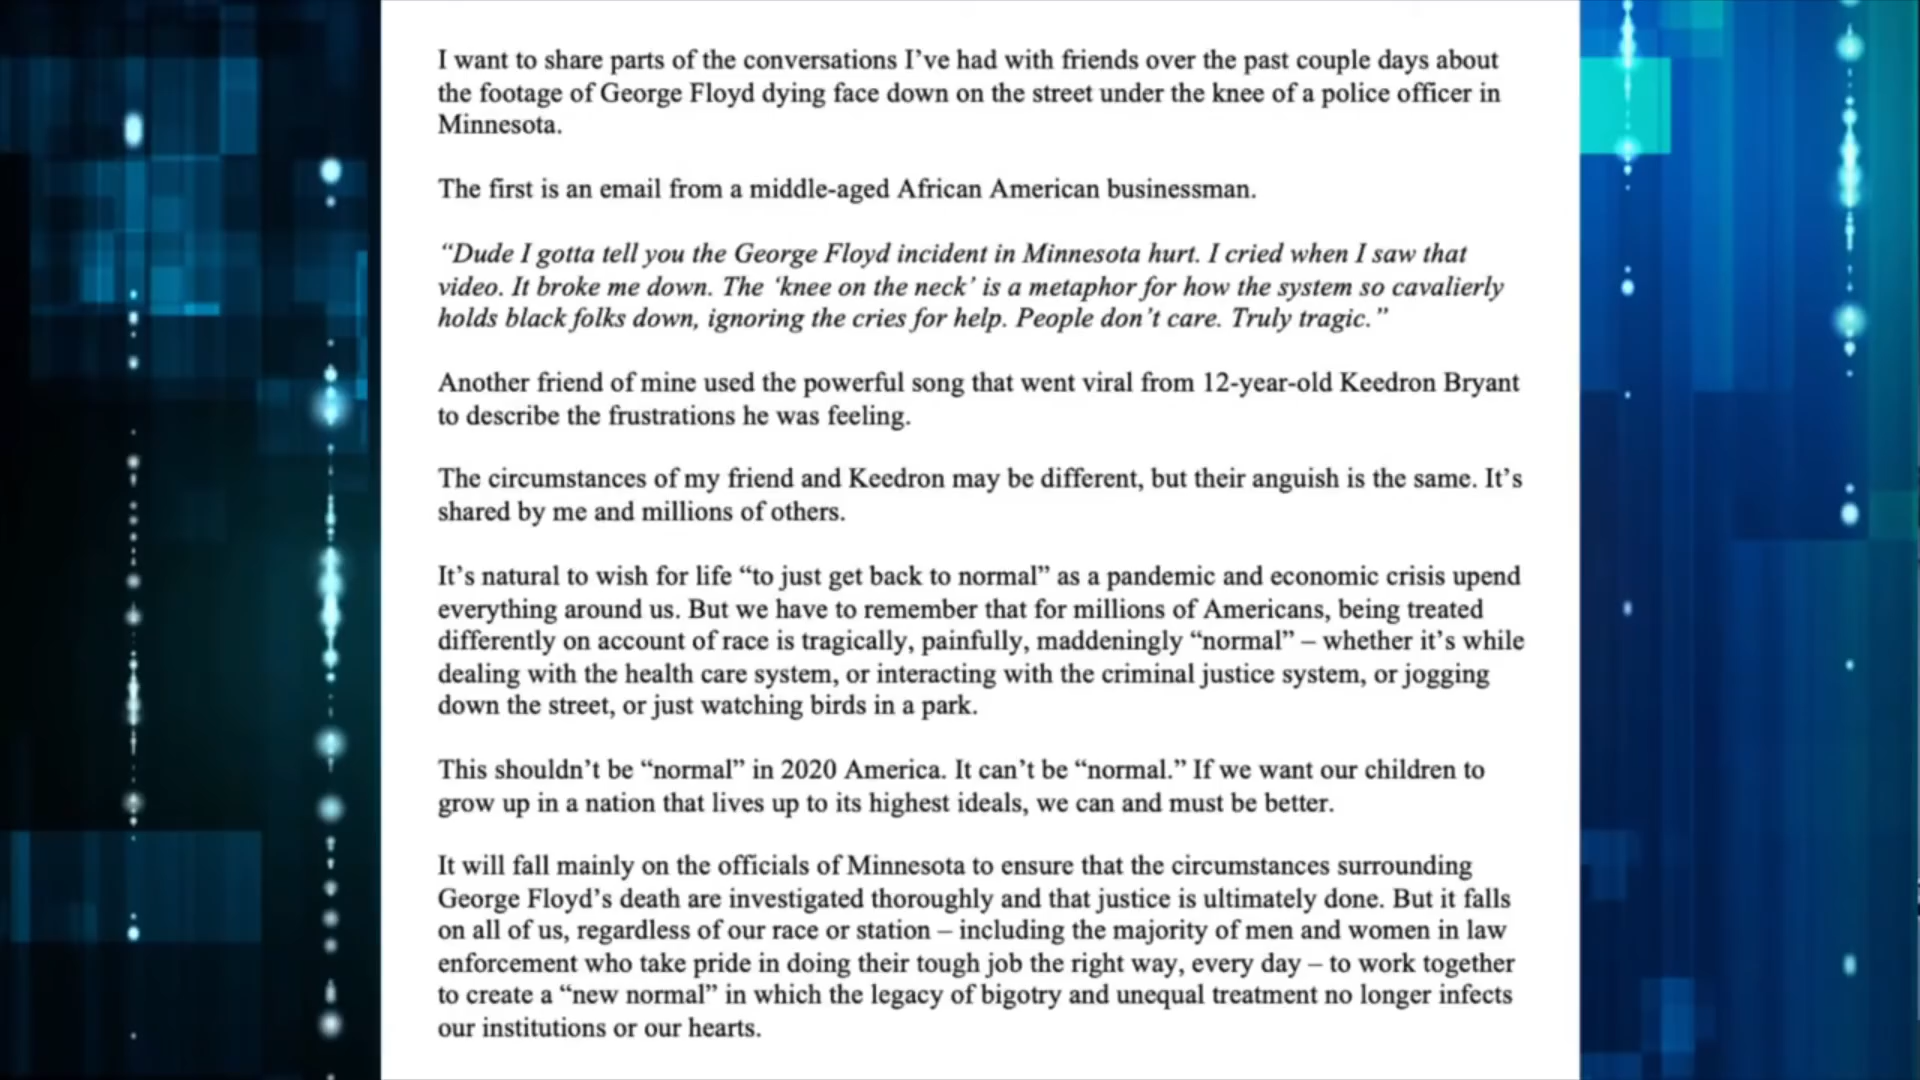 I want to share parts of the conversations I’ve had with friends over the past couple days about
the footage of George Floyd dying face down on the street under the knee of a police officer in
Minnesota.
The first is an email from a middle-aged African American businessman.
“Dude I gotta tell you the George Floyd incident in Minnesota hurt. I cried when I saw that
video. It broke me down. The ‘knee on the neck’ is a metaphor for how the system so cavalierly
holds black folks down, ignoring the cries for help. People don’t care. Truly tragic.”
Another friend of mine used the powerful song that went viral from 12-year-old Keedron Bryant
to describe the frustrations he was feeling.
The circumstances of my friend and Keedron may be different, but their anguish is the same. It’s
shared by me and millions of others.
It’s natural to wish for life “to just get back to normal” as a pandemic and economic crisis upend
everything around us. But we have to remember that for millions of Americans, being treated
differently on account of race is tragically, painfully, maddeningly “normal” – whether it’s while
dealing with the health care system, or interacting with the criminal justice system, or jogging
down the street, or just watching birds in a park.
This shouldn’t be “normal” in 2020 America. It can’t be “normal.” If we want our children to
grow up in a nation that lives up to its highest ideals, we can and must be better.
It will fall mainly on the officials of Minnesota to ensure that the circumstances surrounding
George Floyd’s death are investigated thoroughly and that justice is ultimately done. But it falls
on all of us, regardless of our race or station – including the majority of men and women in law
enforcement who take pride in doing their tough job the right way, every day – to work together
to create a “new normal” in which the legacy of bigotry and unequal treatment no longer infects
our institutions or our hearts.